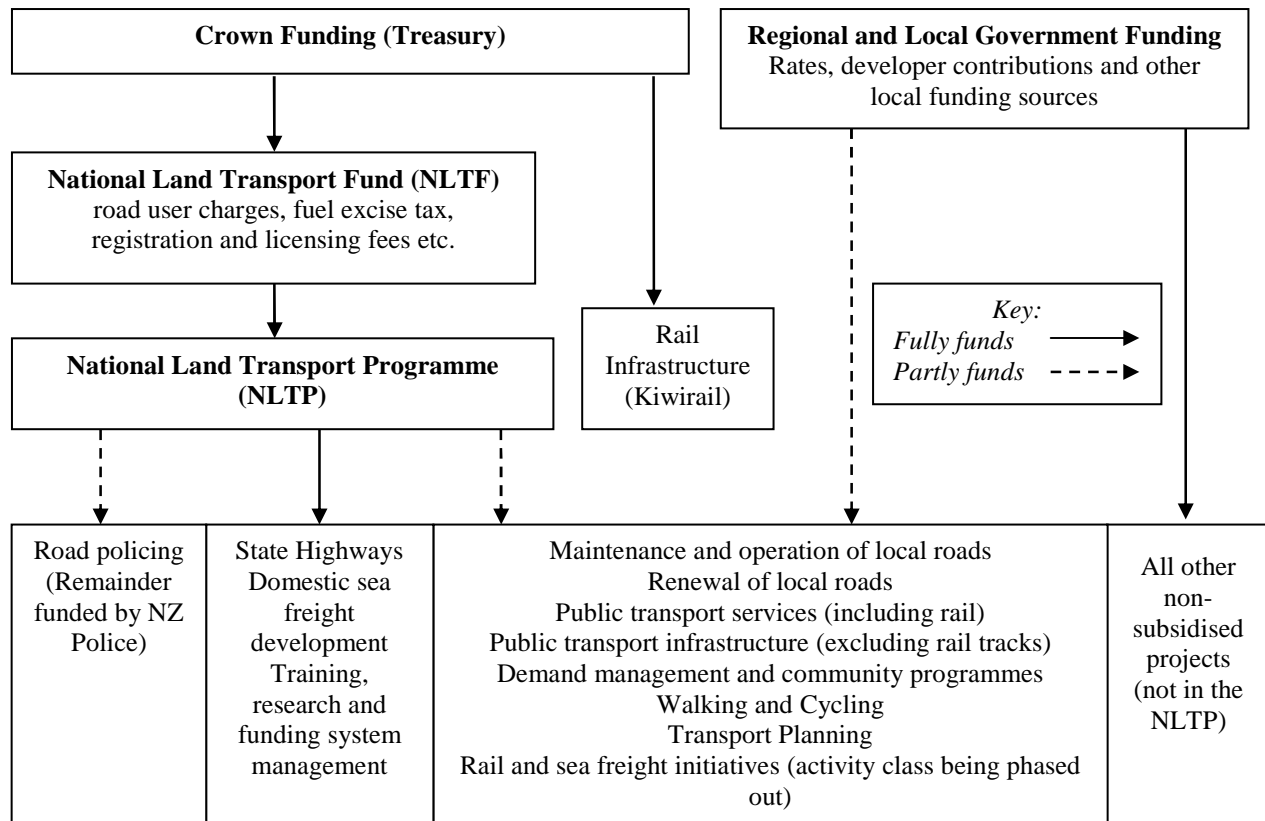 Crown Funding (Treasury)
Regional and Local Government Funding
Rates, developer contributions and other
local funding sources
National Land Transport Fund (NLTF)
road user charges, fuel excise tax,
registration and licensing fees etc.
Key:
Fully funds
Partly funds
Rail
Infrastructure
(Kiwirail)
National Land Transport Programme
(NLTP)
Road policing
(Remainder
funded by NZ
Police)
State Highways
Domestic sea
freight
development
Training,
research and
funding system
management
Maintenance and operation of local roads
Renewal of local roads
Public transport services (including rail)
Public transport infrastructure (excluding rail tracks)
Demand management and community programmes
Walking and Cycling
Transport Planning
Rail and sea freight initiatives (activity class being phased
out)
All other
non-
subsidised
projects
(not in the
NLTP)